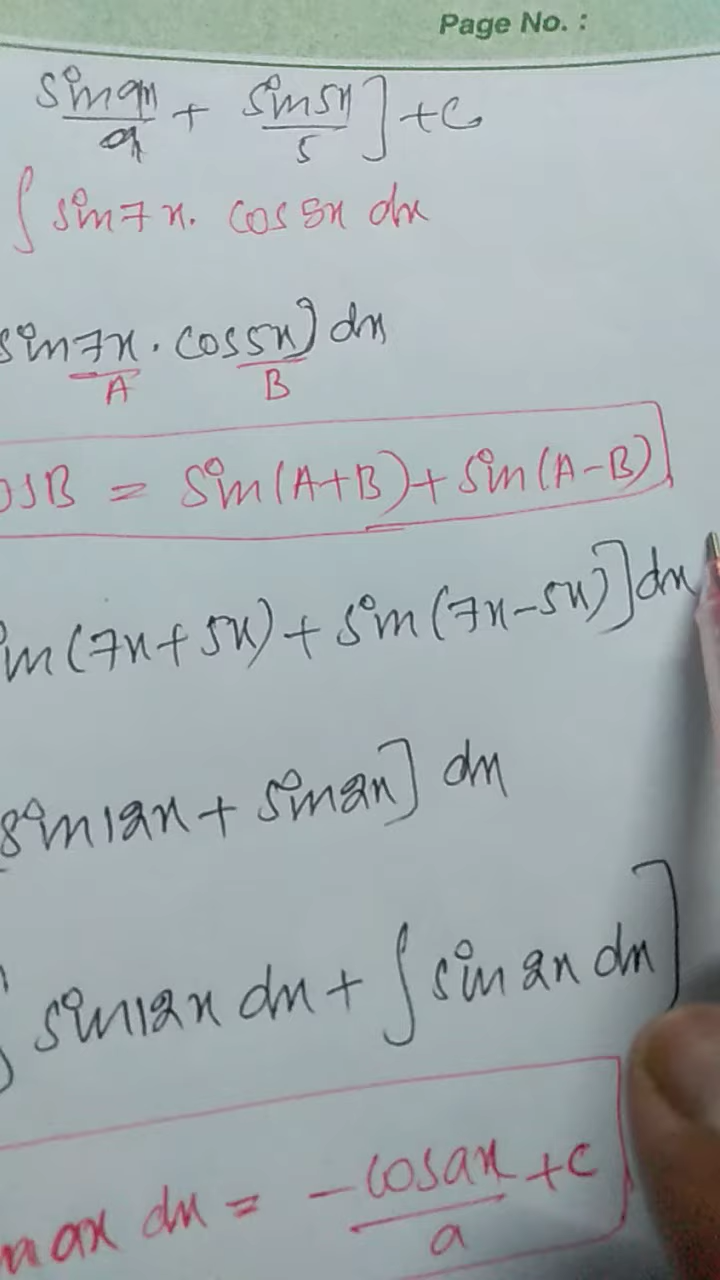 Page No. :
sin9x/9 + sin5x/5 ] + C
∫ sin7x. cos5x dx
sin7x . cos5x) dx
A B
osB = sin(A+B) + sin(A-B)
in(7x+5x) + sin(7x-5x)] dx
sin12x + sin2x] dx
∫ sin12x dx + ∫ sin2x dx]
n ax dx = -cosax/a + c